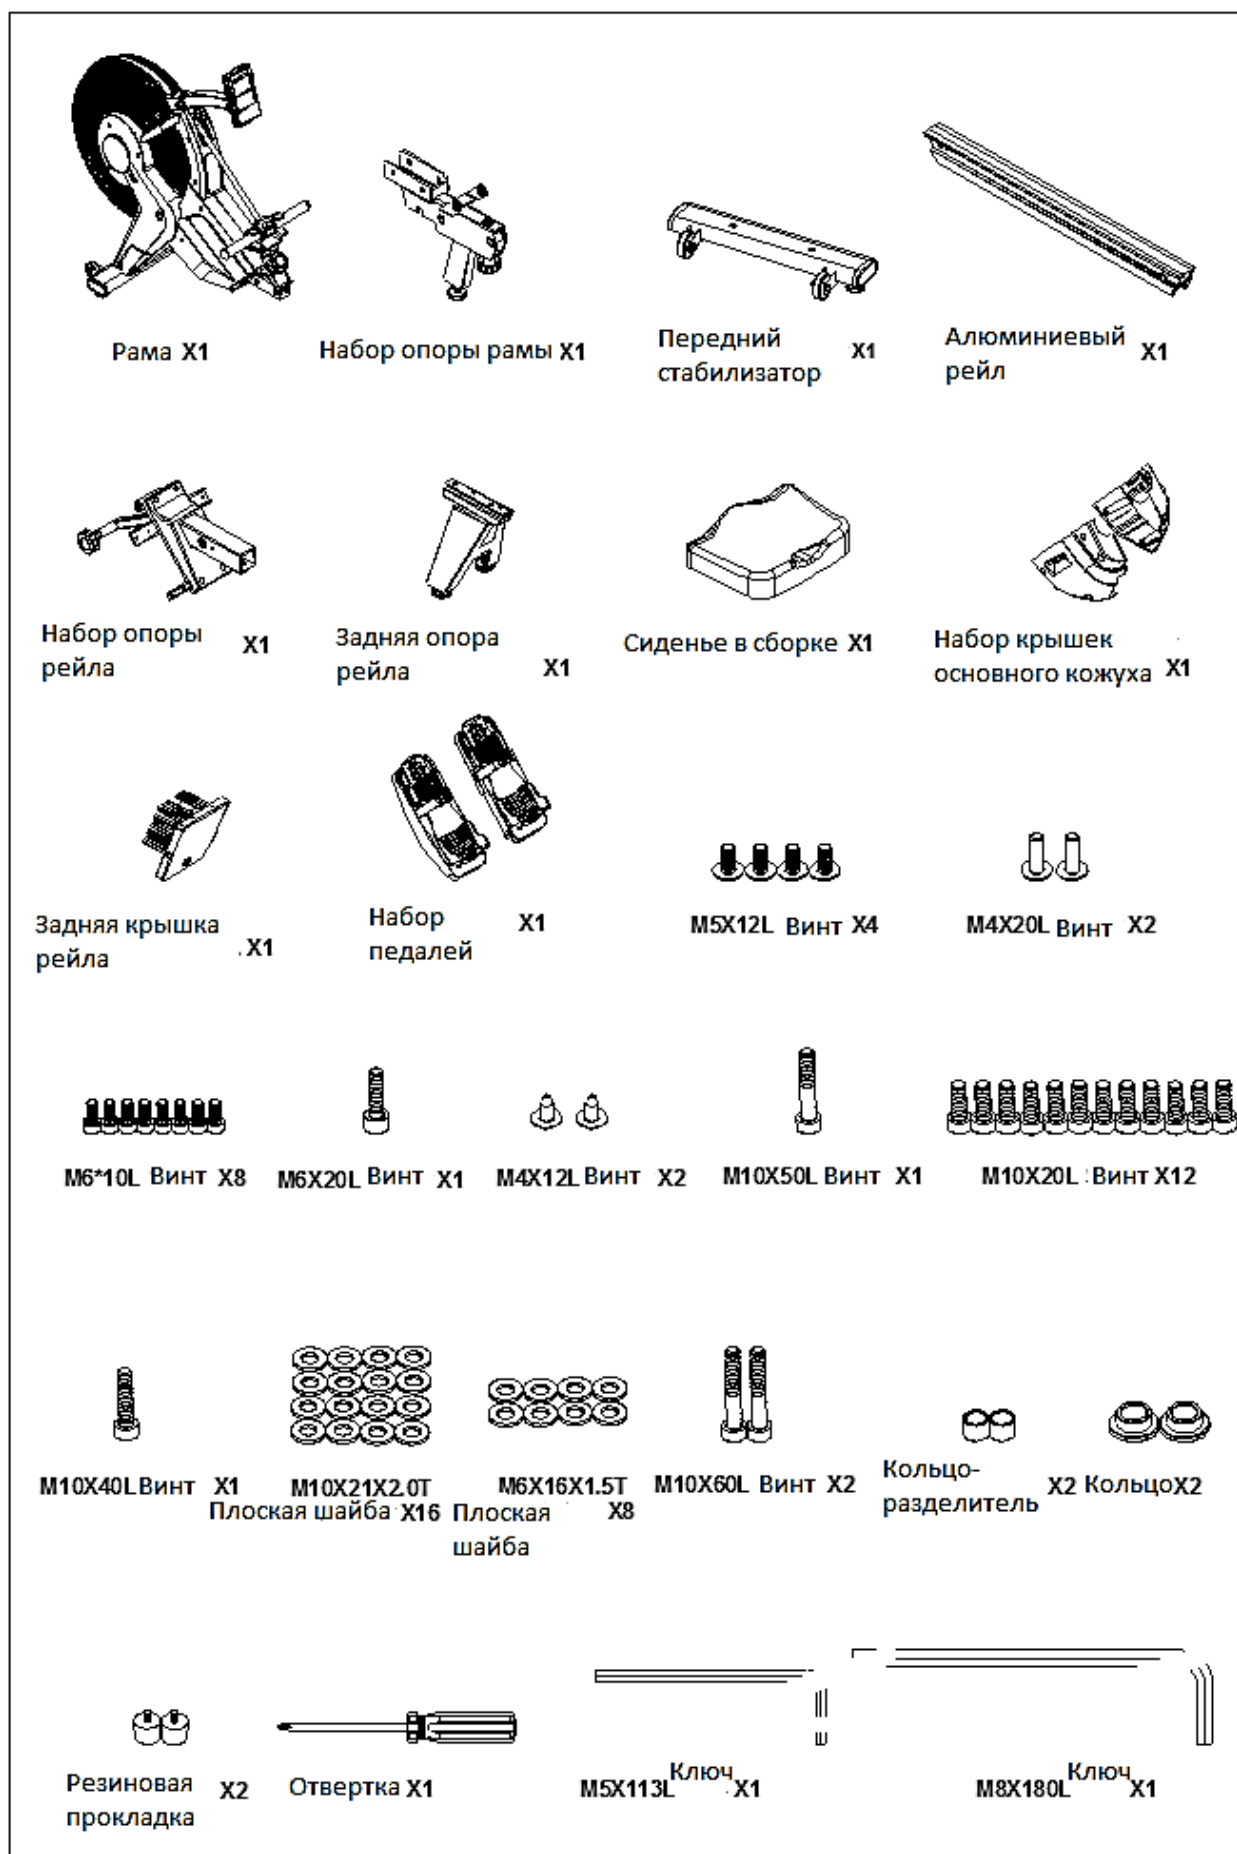 Рама X1
Набор опоры рамы X1
Передний
стабилизатор X1
Алюминиевый
рейл X1
Набор опоры
рейла X1
Задняя опора
рейла X1
Сиденье в сборке X1
Набор крышек
основного кожуха X1
Задняя крышка
рейла X1
Набор
педалей X1
M5X12L Винт X4
M4X20L Винт X2
M6*10L Винт X8
M6X20L Винт X1
M4X12L Винт X2
M10X50L Винт X1
M10X20L Винт X12
M10X40L Винт X1
M10X21X2.0T
Плоская шайба X16
M6X16X1.5T
Плоская X8
шайба
M10X60L Винт X2
Кольцо-
разделитель X2
Кольцо X2
Резиновая
прокладка X2
Отвертка X1
Ключ
M5X113L X1
Ключ
M8X180L X1